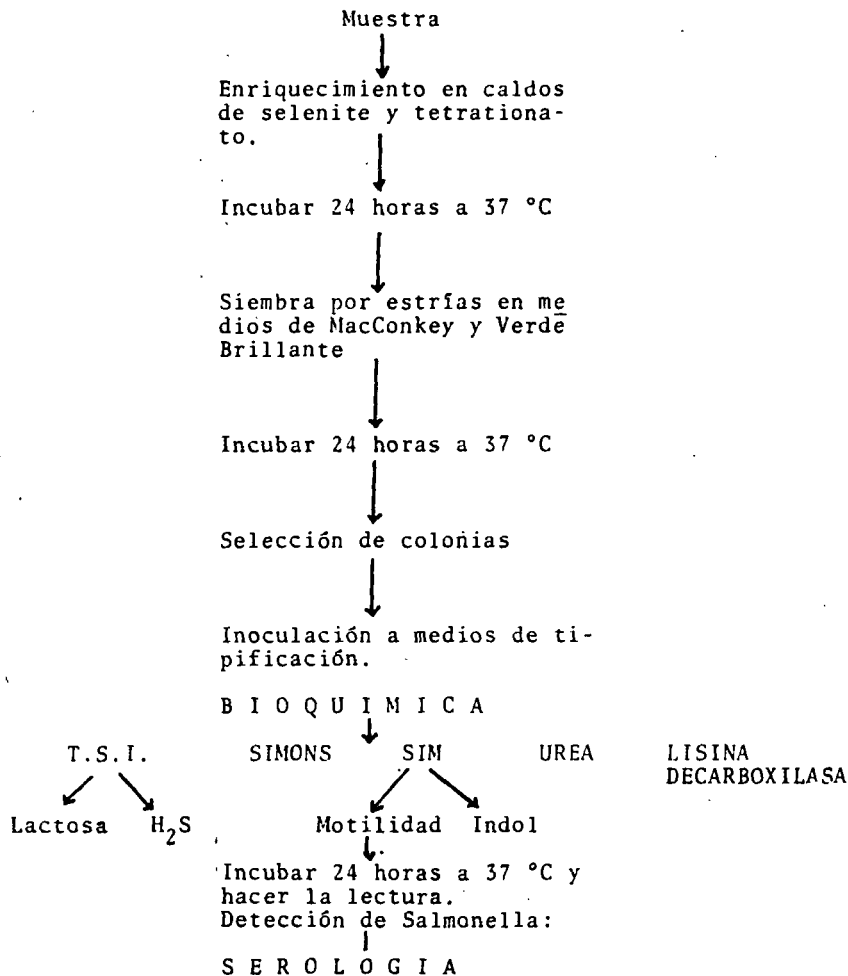 Muestra
Enriquecimiento en caldos
de selenite y tetrationa-
to.
Incubar 24 horas a 37 °C
Siembra por estrías en me
dios de MacConkey y Verde
Brillante
Incubar 24 horas a 37 °C
Selección de colonias
Inoculación a medios de ti-
pificación.
B I O Q U I M I C A
T.S.I. SIMONS SIM UREA LISINA
DECARBOXILASA
Lactosa H₂S Motilidad Indol
Incubar 24 horas a 37 °C y
hacer la lectura.
Detección de Salmonella:
S E R O L O G I A